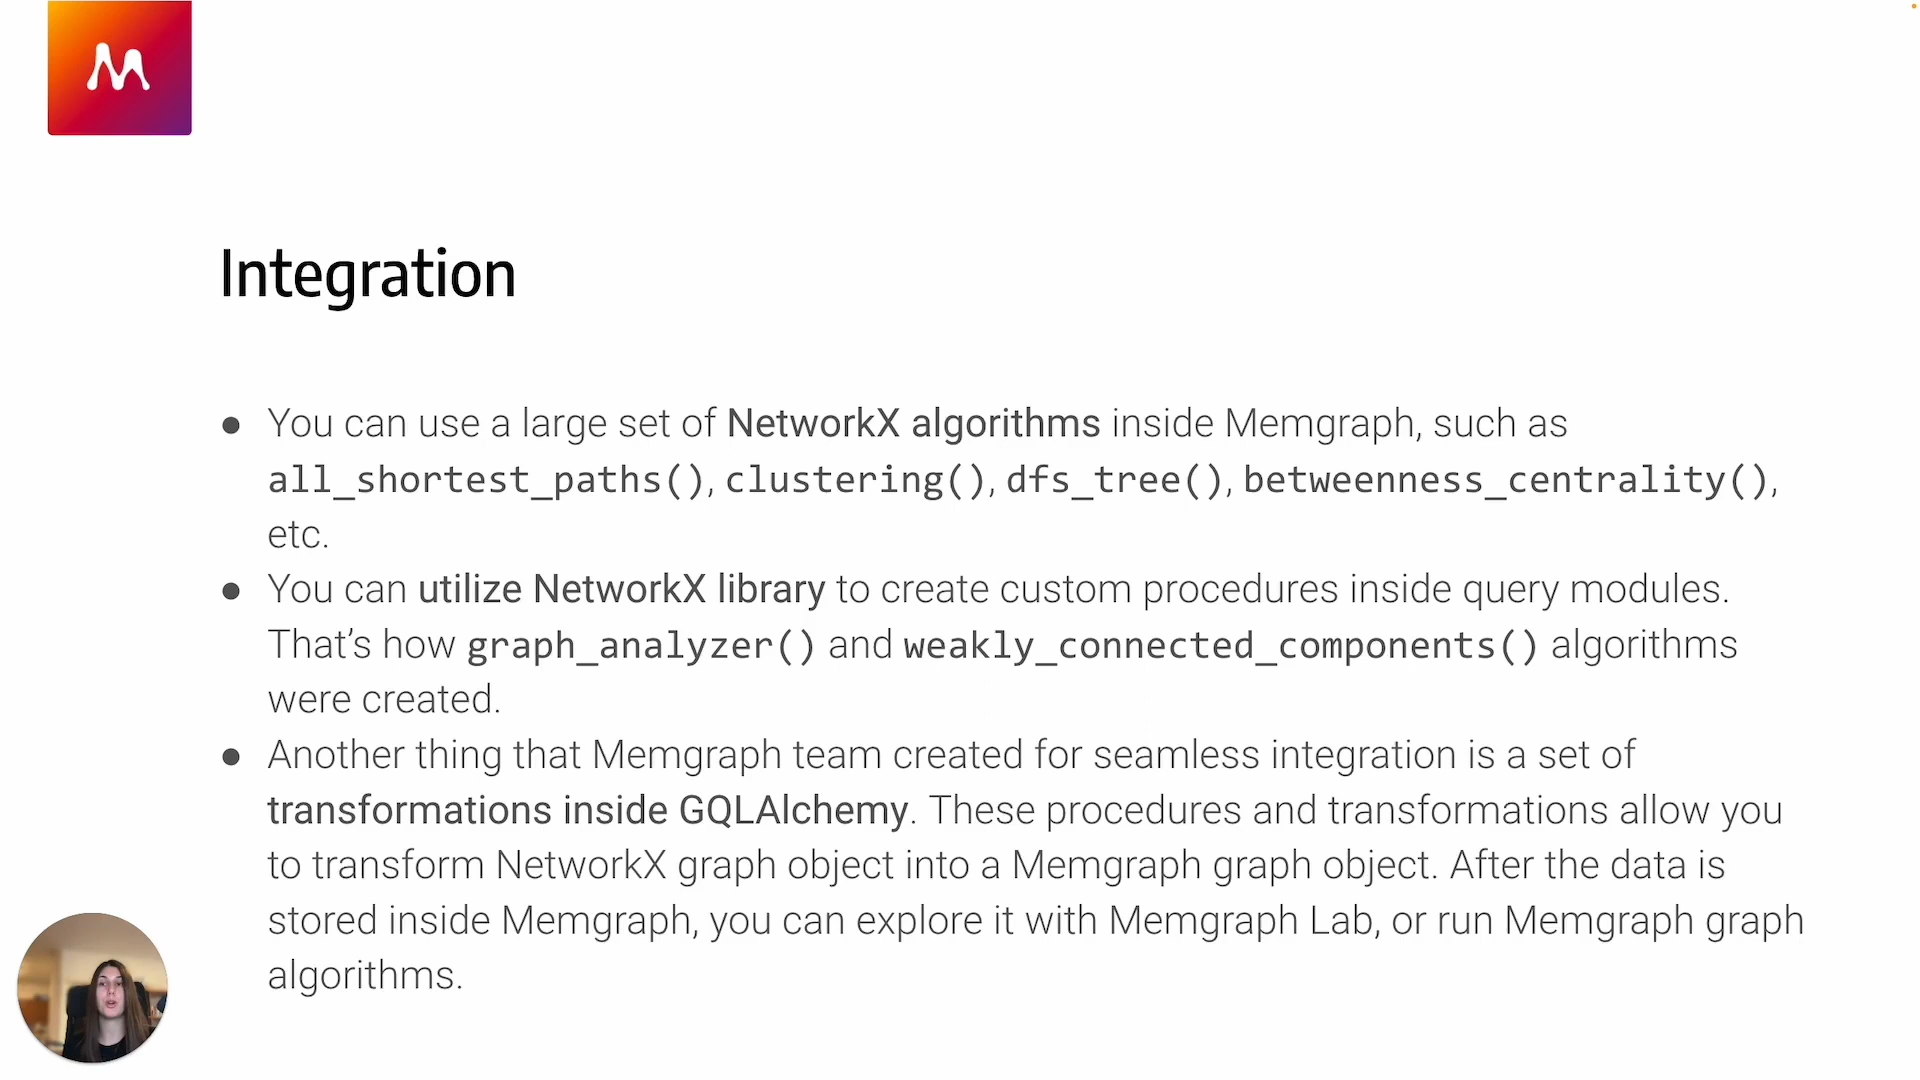 Integration
● You can use a large set of NetworkX algorithms inside Memgraph, such as
all_shortest_paths(), clustering(), dfs_tree(), betweenness_centrality(),
etc.
● You can utilize NetworkX library to create custom procedures inside query modules.
That’s how graph_analyzer() and weakly_connected_components() algorithms
were created.
● Another thing that Memgraph team created for seamless integration is a set of
transformations inside GQLAlchemy. These procedures and transformations allow you
to transform NetworkX graph object into a Memgraph graph object. After the data is
stored inside Memgraph, you can explore it with Memgraph Lab, or run Memgraph graph
algorithms.